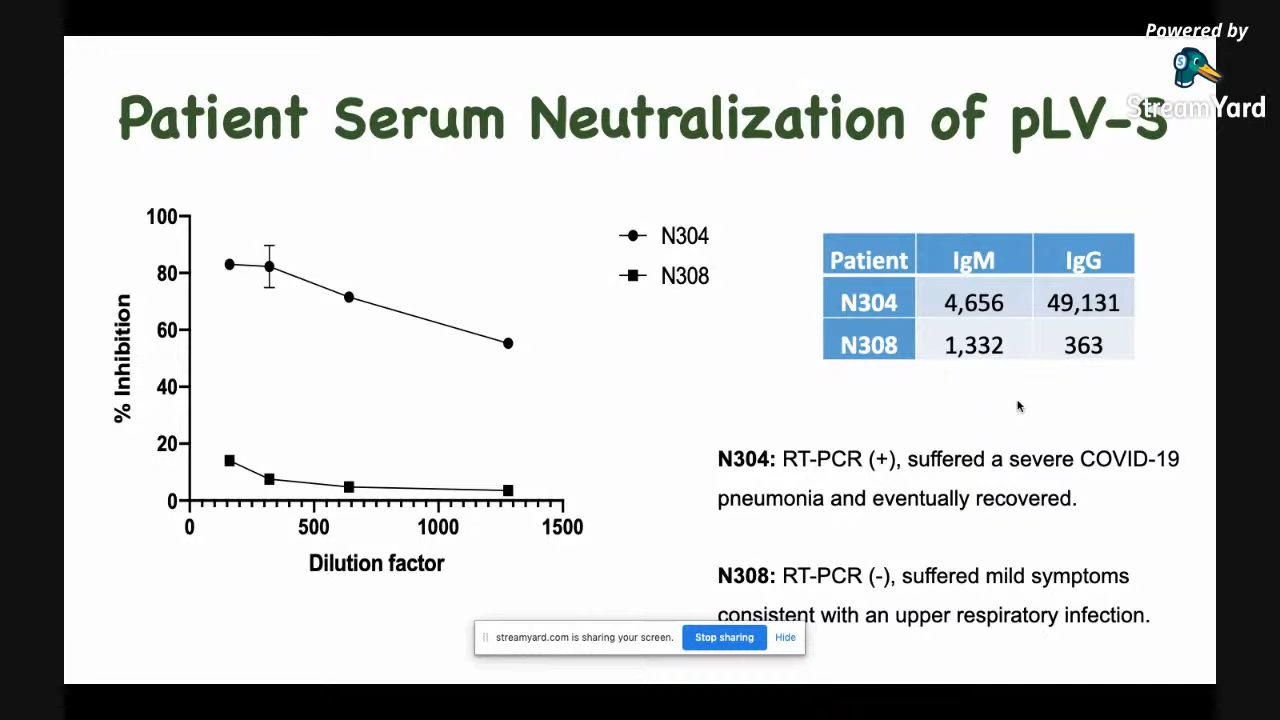 Powered by
StreamYard
Patient Serum Neutralization of pLV-S
100
80
60
40
20
0
% Inhibition
0 500 1000 1500
Dilution factor
N304
N308
Patient IgM IgG
N304 4,656 49,131
N308 1,332 363
N304: RT-PCR (+), suffered a severe COVID-19
pneumonia and eventually recovered.
N308: RT-PCR (-), suffered mild symptoms
consistent with an upper respiratory infection.
streamyard.com is sharing your screen. Stop sharing Hide